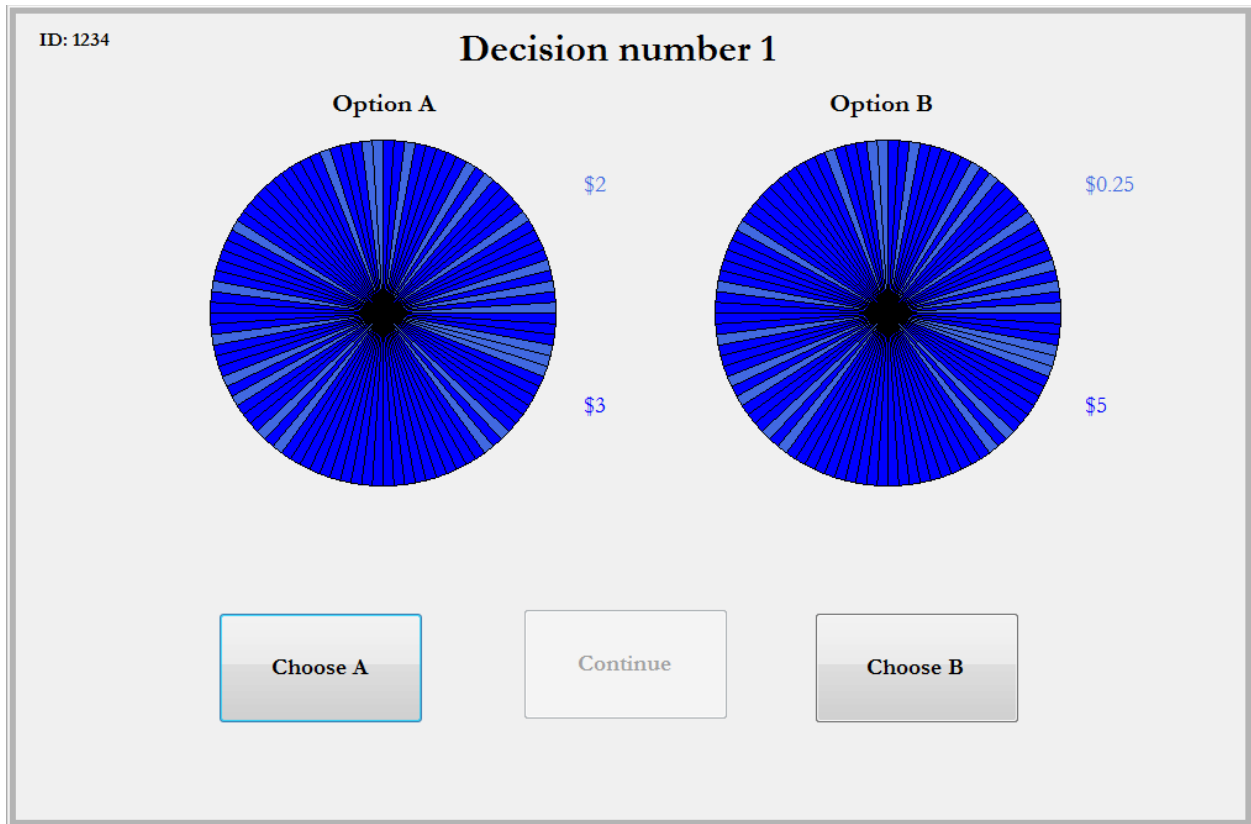 ID: 1234
Decision number 1
Option A
Option B
$2
$0.25
$3
$5
Choose A
Continue
Choose B